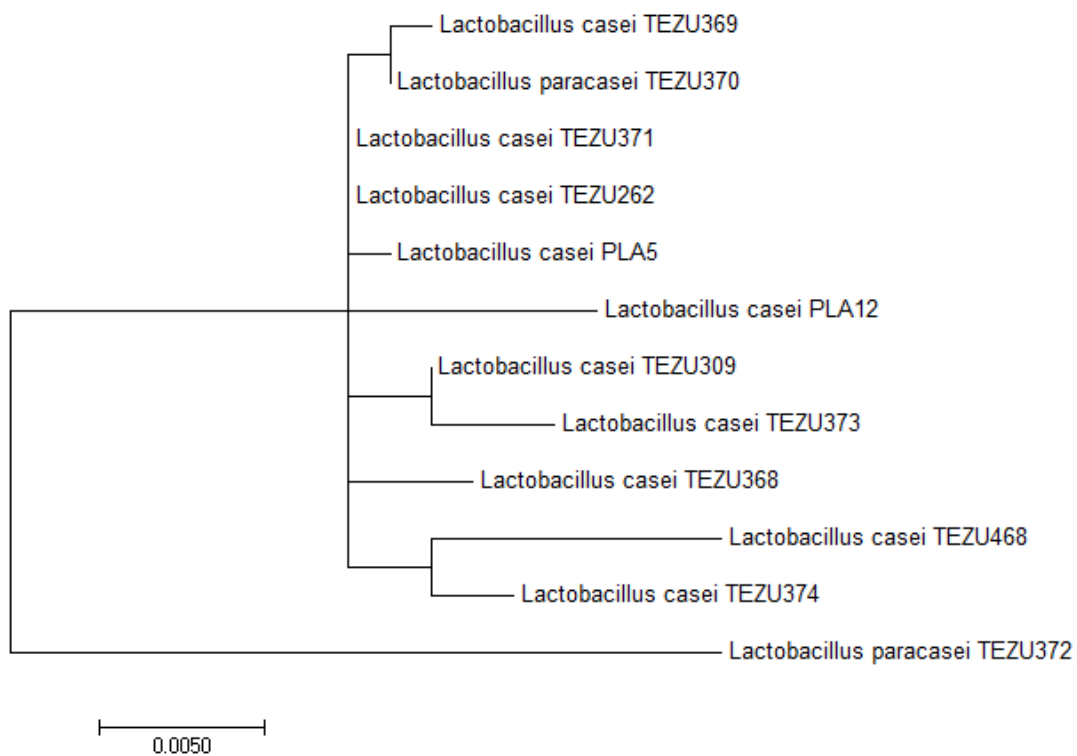 Lactobacillus casei TEZU369
Lactobacillus paracasei TEZU370
Lactobacillus casei TEZU371
Lactobacillus casei TEZU262
Lactobacillus casei PLA5
Lactobacillus casei PLA12
Lactobacillus casei TEZU309
Lactobacillus casei TEZU373
Lactobacillus casei TEZU368
Lactobacillus casei TEZU468
Lactobacillus casei TEZU374
Lactobacillus paracasei TEZU372
0.0050